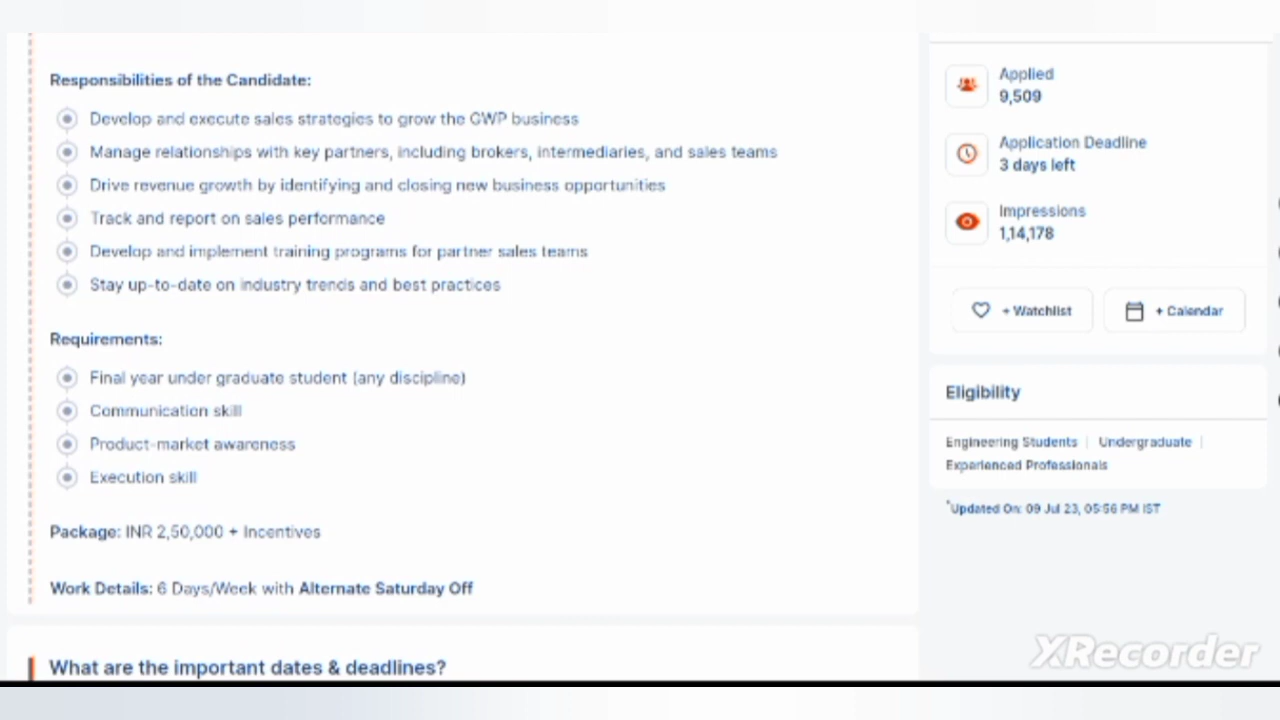 Responsibilities of the Candidate:
Develop and execute sales strategies to grow the GWP business
Manage relationships with key partners, including brokers, intermediaries, and sales teams
Drive revenue growth by identifying and closing new business opportunities
Track and report on sales performance
Develop and implement training programs for partner sales teams
Stay up-to-date on industry trends and best practices
Requirements:
Final year under graduate student (any discipline)
Communication skill
Product-market awareness
Execution skill
Package: INR 2,50,000 + Incentives
Work Details: 6 Days/Week with Alternate Saturday Off
What are the important dates & deadlines?
Applied
9,509
Application Deadline
3 days left
Impressions
1,14,178
+ Watchlist
+ Calendar
Eligibility
Engineering Students | Undergraduate |
Experienced Professionals
*Updated On: 09 Jul 23, 05:56 PM IST
XRecorder